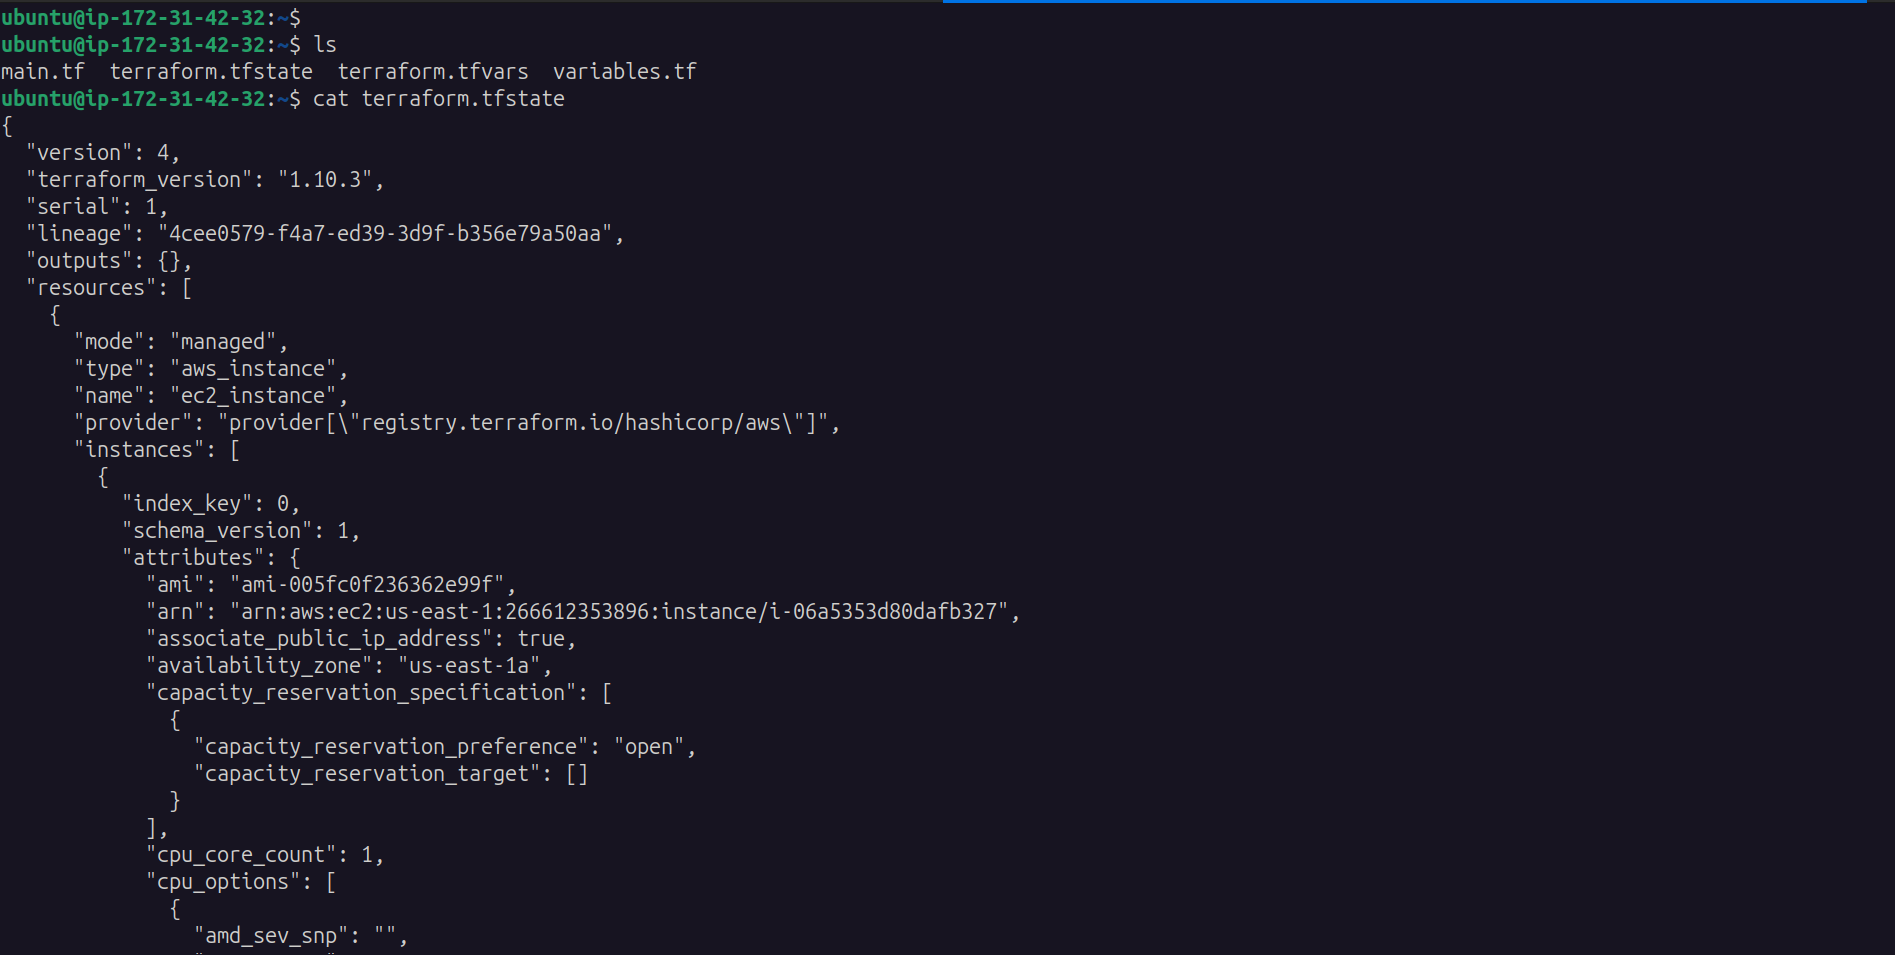 ubuntu@ip-172-31-42-32:~$
ubuntu@ip-172-31-42-32:~$ ls
main.tf  terraform.tfstate  terraform.tfvars  variables.tf
ubuntu@ip-172-31-42-32:~$ cat terraform.tfstate
{
  "version": 4,
  "terraform_version": "1.10.3",
  "serial": 1,
  "lineage": "4cee0579-f4a7-ed39-3d9f-b356e79a50aa",
  "outputs": {},
  "resources": [
    {
      "mode": "managed",
      "type": "aws_instance",
      "name": "ec2_instance",
      "provider": "provider[\"registry.terraform.io/hashicorp/aws\"]",
      "instances": [
        {
          "index_key": 0,
          "schema_version": 1,
          "attributes": {
            "ami": "ami-005fc0f236362e99f",
            "arn": "arn:aws:ec2:us-east-1:266612353896:instance/i-06a5353d80dafb327",
            "associate_public_ip_address": true,
            "availability_zone": "us-east-1a",
            "capacity_reservation_specification": [
              {
                "capacity_reservation_preference": "open",
                "capacity_reservation_target": []
              }
            ],
            "cpu_core_count": 1,
            "cpu_options": [
              {
                "amd_sev_snp": "",